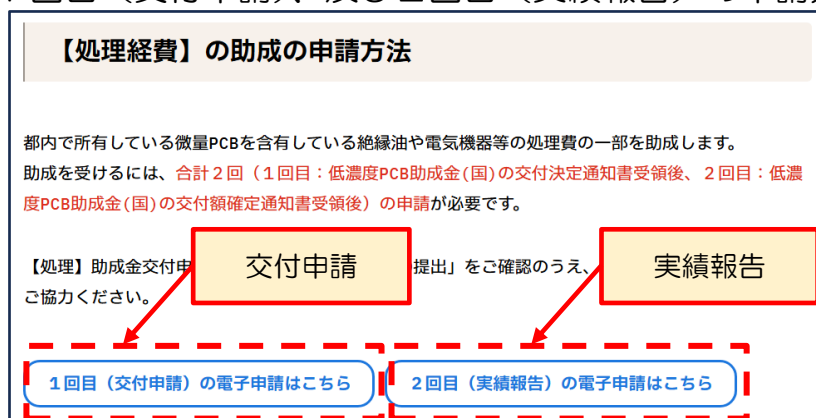 【処理経費】の助成の申請方法
都内で所有している微量PCBを含有している絶縁油や電気機器等の処理費の一部を助成します。
助成を受けるには、合計２回（１回目：低濃度PCB助成金(国)の交付決定通知書受領後、２回目：低濃
度PCB助成金(国)の交付額確定通知書受領後）の申請が必要です。
【処理】助成金交付申
交付申請
提出」をご確認のうえ、
実績報告
ご協力ください。
１回目（交付申請）の電子申請はこちら
２回目（実績報告）の電子申請はこちら